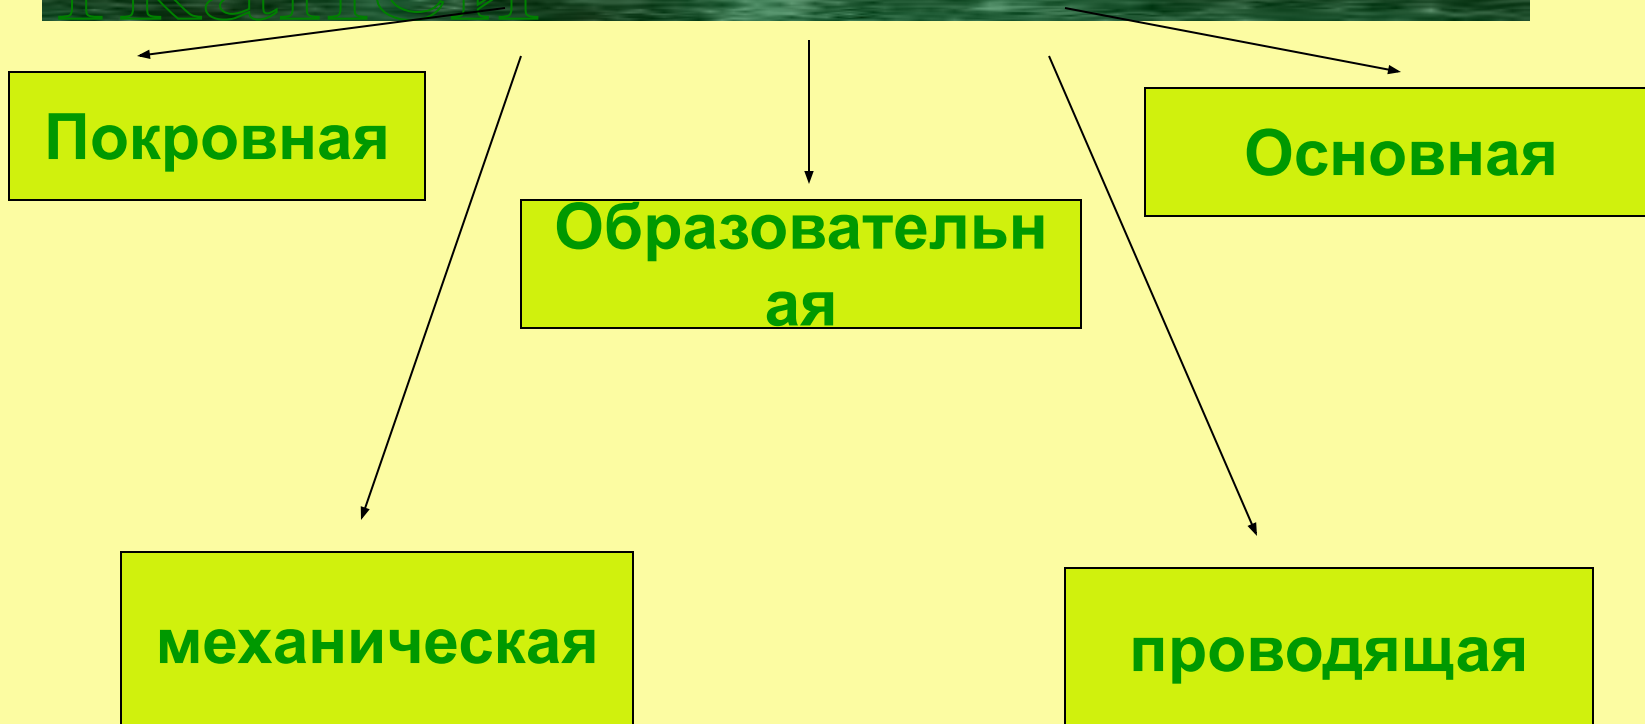 Покровная
Основная
Образовательн
ая
механическая
проводящая